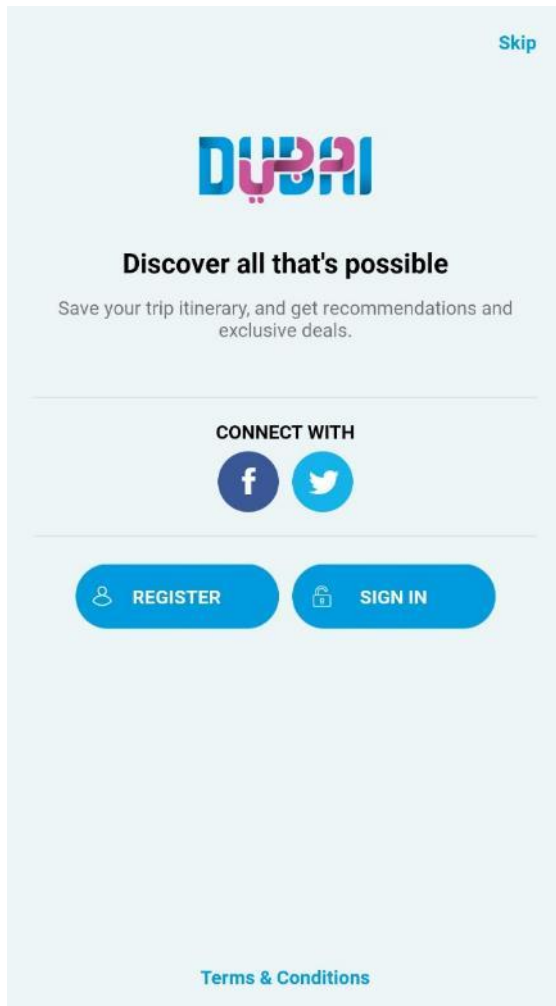 Skip
DUBAI
Discover all that's possible
Save your trip itinerary, and get recommendations and
exclusive deals.
CONNECT WITH
f
REGISTER
SIGN IN
Terms & Conditions